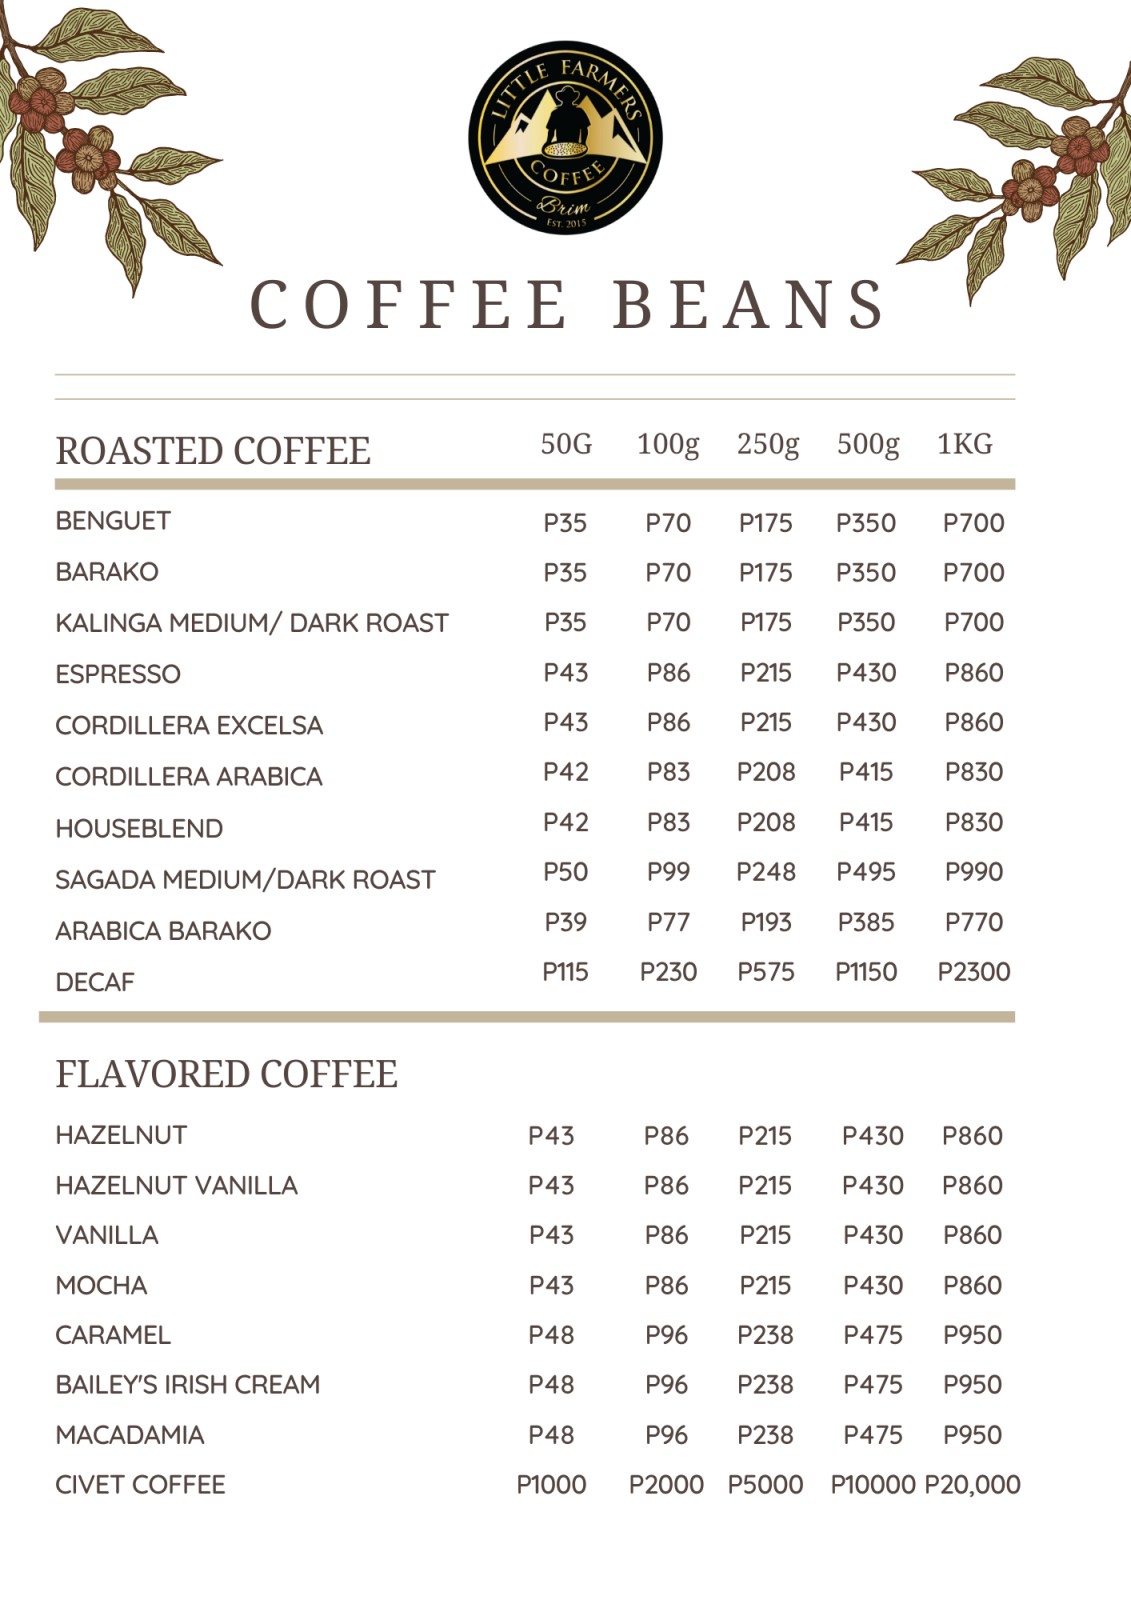 LITTLE FARMERS
COFFEE
Brim
EST. 2015
COFFEE BEANS
ROASTED COFFEE 50G 100g 250g 500g 1KG
BENGUET P35 P70 P175 P350 P700
BARAKO P35 P70 P175 P350 P700
KALINGA MEDIUM/ DARK ROAST P35 P70 P175 P350 P700
ESPRESSO P43 P86 P215 P430 P860
CORDILLERA EXCELSA P43 P86 P215 P430 P860
CORDILLERA ARABICA P42 P83 P208 P415 P830
HOUSEBLEND P42 P83 P208 P415 P830
SAGADA MEDIUM/DARK ROAST P50 P99 P248 P495 P990
ARABICA BARAKO P39 P77 P193 P385 P770
DECAF P115 P230 P575 P1150 P2300
FLAVORED COFFEE
HAZELNUT P43 P86 P215 P430 P860
HAZELNUT VANILLA P43 P86 P215 P430 P860
VANILLA P43 P86 P215 P430 P860
MOCHA P43 P86 P215 P430 P860
CARAMEL P48 P96 P238 P475 P950
BAILEY'S IRISH CREAM P48 P96 P238 P475 P950
MACADAMIA P48 P96 P238 P475 P950
CIVET COFFEE P1000 P2000 P5000 P10000 P20,000